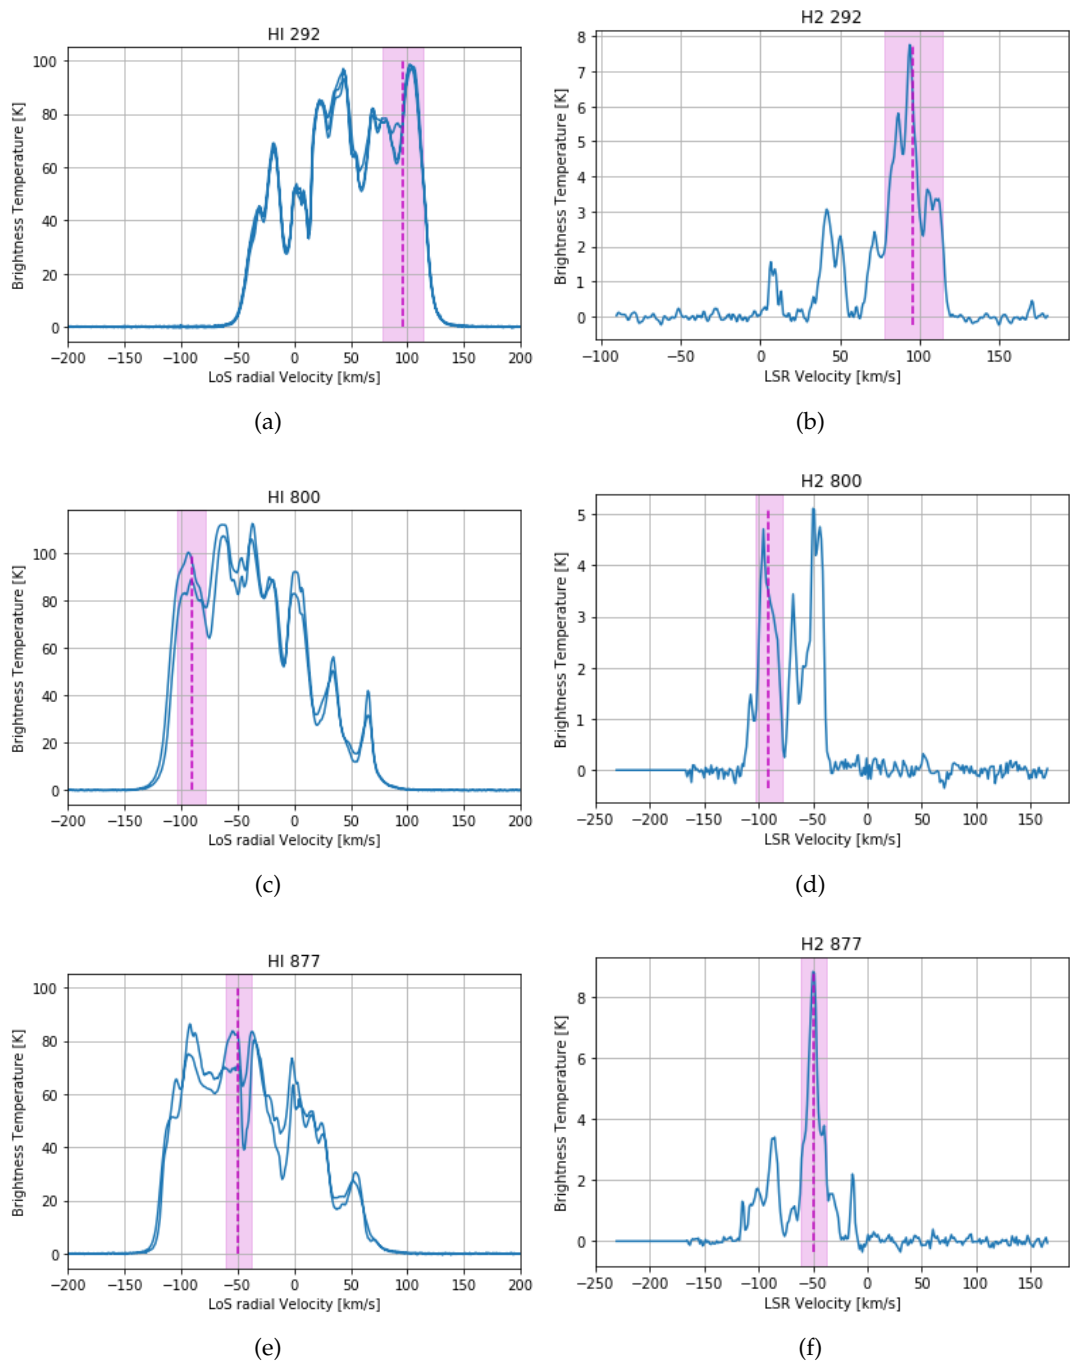 HI 292
Brightness Temperature [K]
100
80
60
40
20
0
−200 −150 −100 −50 0 50 100 150 200
LoS radial Velocity [km/s]
(a)
H2 292
Brightness Temperature [K]
8
7
6
5
4
3
2
1
0
−100 −50 0 50 100 150
LSR Velocity [km/s]
(b)
HI 800
Brightness Temperature [K]
100
80
60
40
20
0
−200 −150 −100 −50 0 50 100 150 200
LoS radial Velocity [km/s]
(c)
H2 800
Brightness Temperature [K]
5
4
3
2
1
0
−250 −200 −150 −100 −50 0 50 100 150
LSR Velocity [km/s]
(d)
HI 877
Brightness Temperature [K]
100
80
60
40
20
0
−200 −150 −100 −50 0 50 100 150 200
LoS radial Velocity [km/s]
(e)
H2 877
Brightness Temperature [K]
8
6
4
2
0
−250 −200 −150 −100 −50 0 50 100 150
LSR Velocity [km/s]
(f)